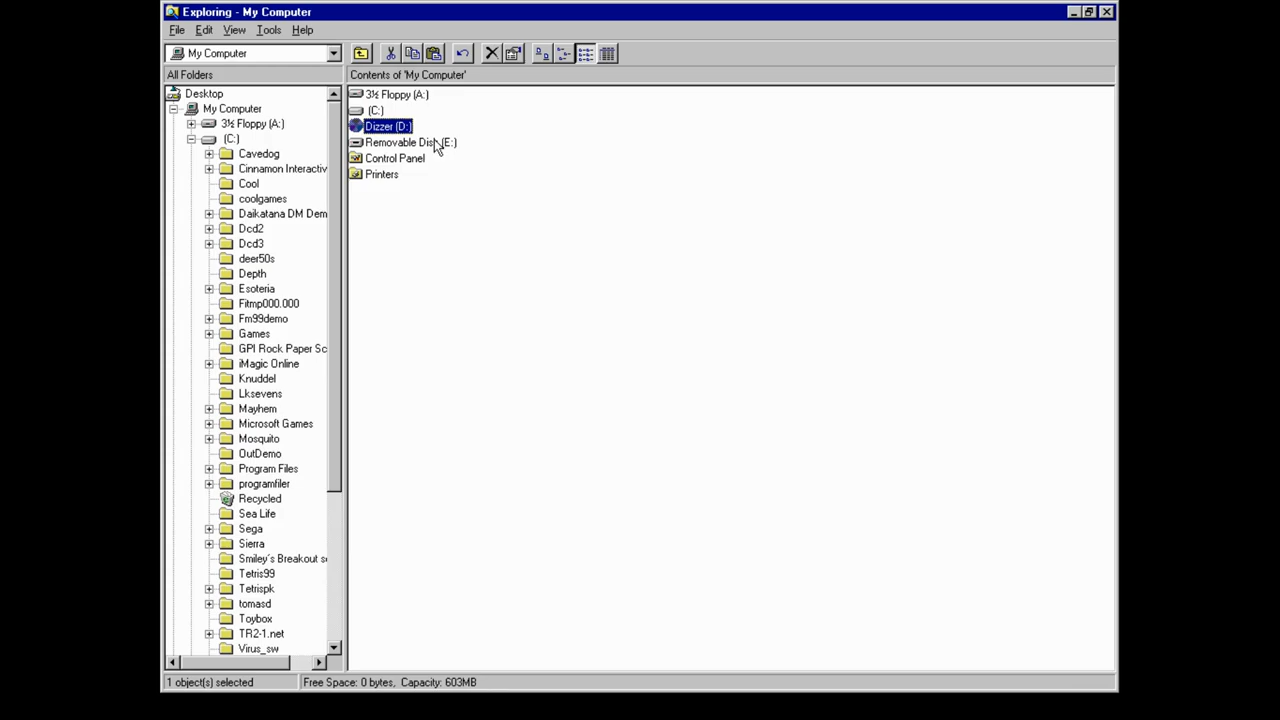 Exploring - My Computer
File Edit View Tools Help
My Computer
All Folders
Contents of 'My Computer'
Desktop
My Computer
3½ Floppy (A:)
(C:)
Cavedog
Cinnamon Interactiv
Cool
coolgames
Daikatana DM Dem
Dcd2
Dcd3
deer50s
Depth
Esoteria
Fitmp000.000
Fm99demo
Games
GPI Rock Paper Sc
iMagic Online
Knuddel
Lksevens
Mayhem
Microsoft Games
Mosquito
OutDemo
Program Files
programfiler
Recycled
Sea Life
Sega
Sierra
Smiley's Breakout s
Tetris99
Tetrispk
tomasd
Toybox
TR2-1.net
Virus_sw
3½ Floppy (A:)
(C:)
Dizzer (D:)
Removable Disk (E:)
Control Panel
Printers
1 object(s) selected
Free Space: 0 bytes, Capacity: 603MB